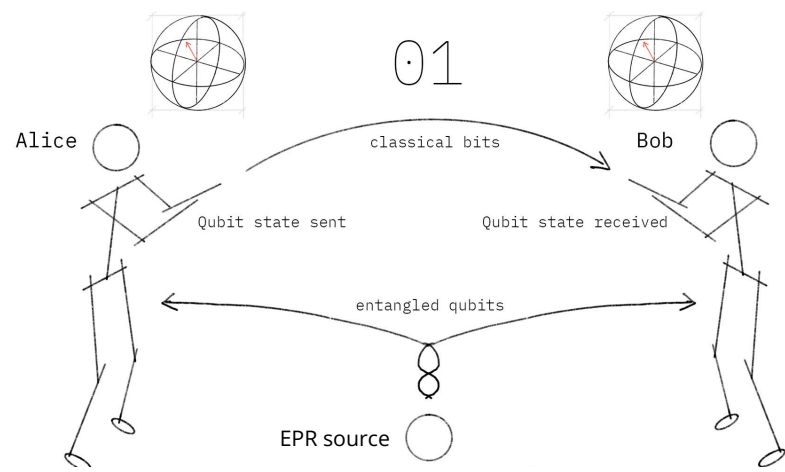 01
Alice
classical bits
Bob
Qubit state sent
Qubit state received
entangled qubits
EPR source